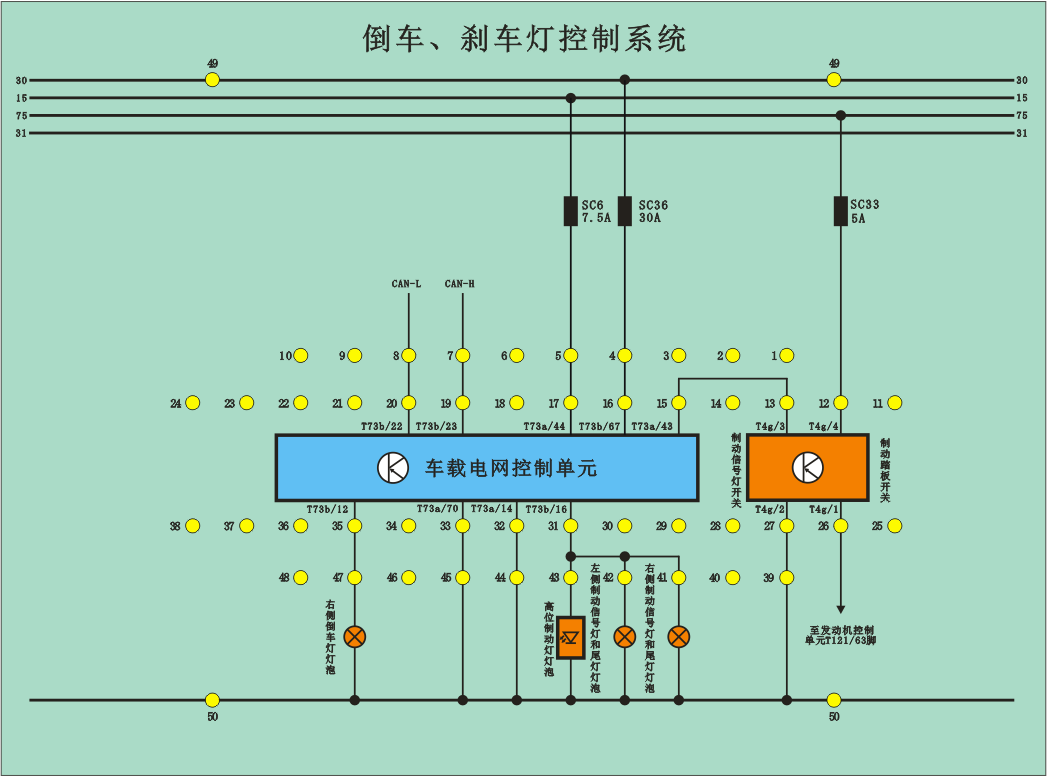 倒车、刹车灯控制系统
49 49
30 30
15 15
75 75
31 31
SC6 SC36 SC33
7.5A 30A 5A
CAN-L CAN-H
10 9 8 7 6 5 4 3 2 1
24 23 22 21 20 19 18 17 16 15 14 13 12 11
T73b/22 T73b/23 T73a/44 T73b/67 T73a/43 T4g/3 T4g/4
车载电网控制单元
制动信号灯开关
制动踏板开关
T73b/12 T73a/70 T73a/14 T73b/16 T4g/2 T4g/1
38 37 36 35 34 33 32 31 30 29 28 27 26 25
48 47 46 45 44 43 42 41 40 39
右侧倒车灯灯泡
高位制动灯灯泡
左侧制动信号灯和尾灯灯泡
右侧制动信号灯和尾灯灯泡
至发动机控制
单元T121/63脚
50 50